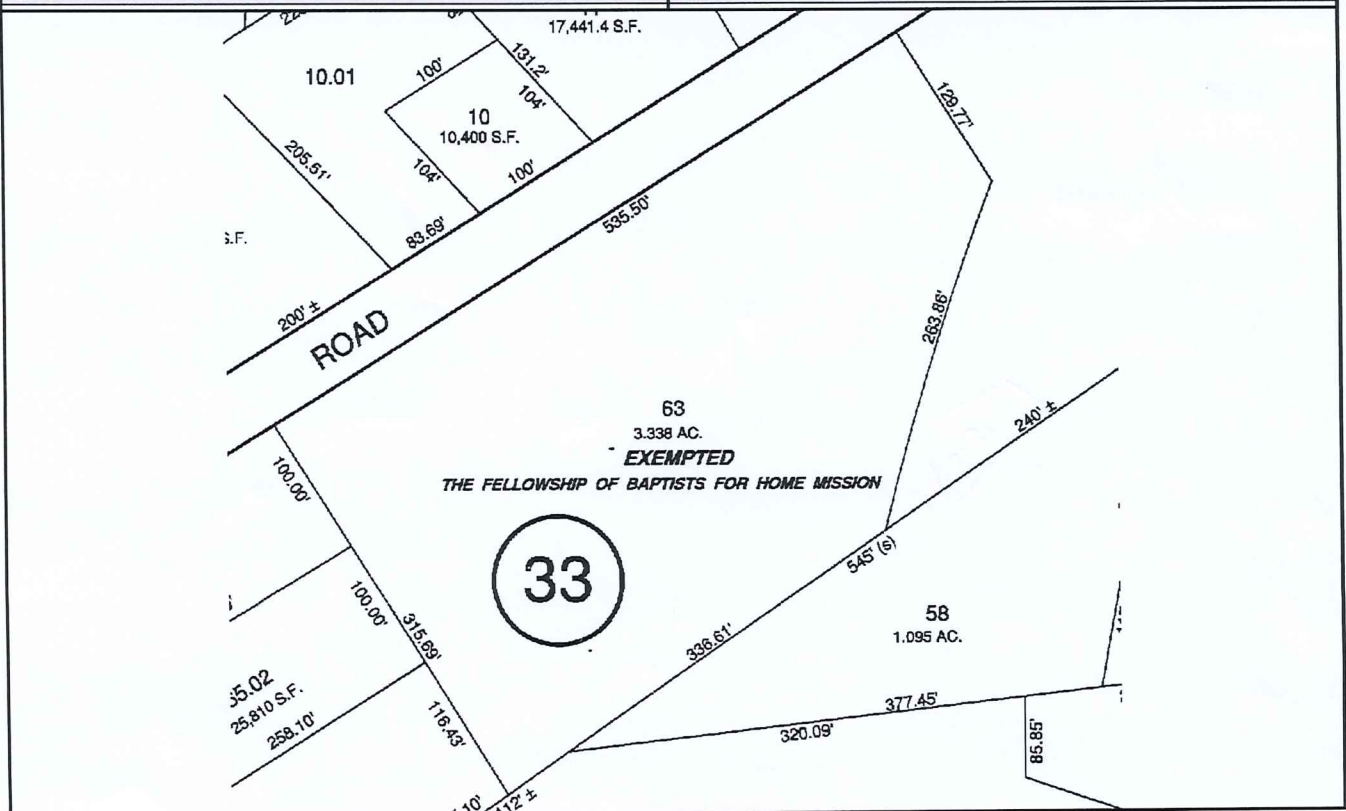 17,441.4 S.F.
10.01
100'
131.2'
104'
10
10,400 S.F.
129.77'
205.51'
104'
100'
83.69'
535.50'
S.F.
200' ±
ROAD
263.86'
63
3.338 AC.
EXEMPTED
THE FELLOWSHIP OF BAPTISTS FOR HOME MISSION
240' ±
100.00'
33
545' (s)
100.00'
315.69'
336.61'
58
1.095 AC.
25,810 S.F.
258.10'
116.43'
377.45'
320.09'
85.85'